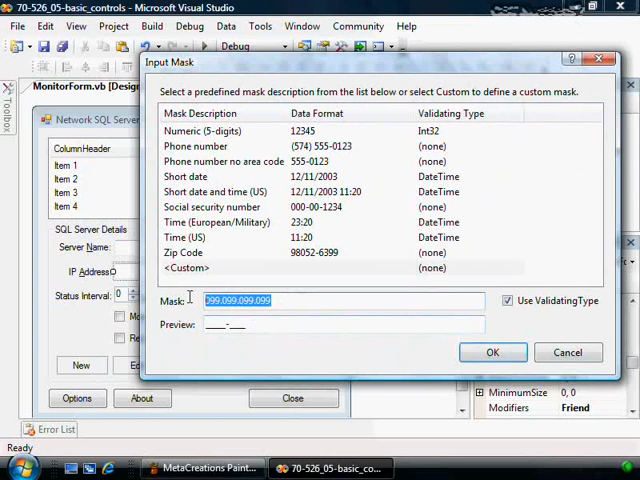 70-526_05-basic_controls - Microsoft Visual Studio
File Edit View Project Build Debug Data Tools Window Community Help
Debug
Toolbox
MonitorForm.vb [Design
Network SQL Server
ColumnHeader
Item 1
Item 2
Item 3
Item 4
SQL Server Details
Server Name:
IP Address
Status Interval: 0
Mo
Re
New
Options About Close
Input Mask
Select a predefined mask description from the list below or select Custom to define a custom mask.
Mask Description Data Format Validating Type
Numeric (5-digits) 12345 Int32
Phone number (574) 555-0123 (none)
Phone number no area code 555-0123 (none)
Short date 12/11/2003 DateTime
Short date and time (US) 12/11/2003 11:20 DateTime
Social security number 000-00-1234 (none)
Time (European/Military) 23:20 DateTime
Time (US) 11:20 DateTime
Zip Code 98052-6399 (none)
<Custom> (none)
Mask: 099.099.099.099 Use ValidatingType
Preview: _____-____
OK Cancel
MinimumSize 0, 0
Modifiers Friend
Error List
Ready
MetaCreations Paint... 70-526_05-basic_co...